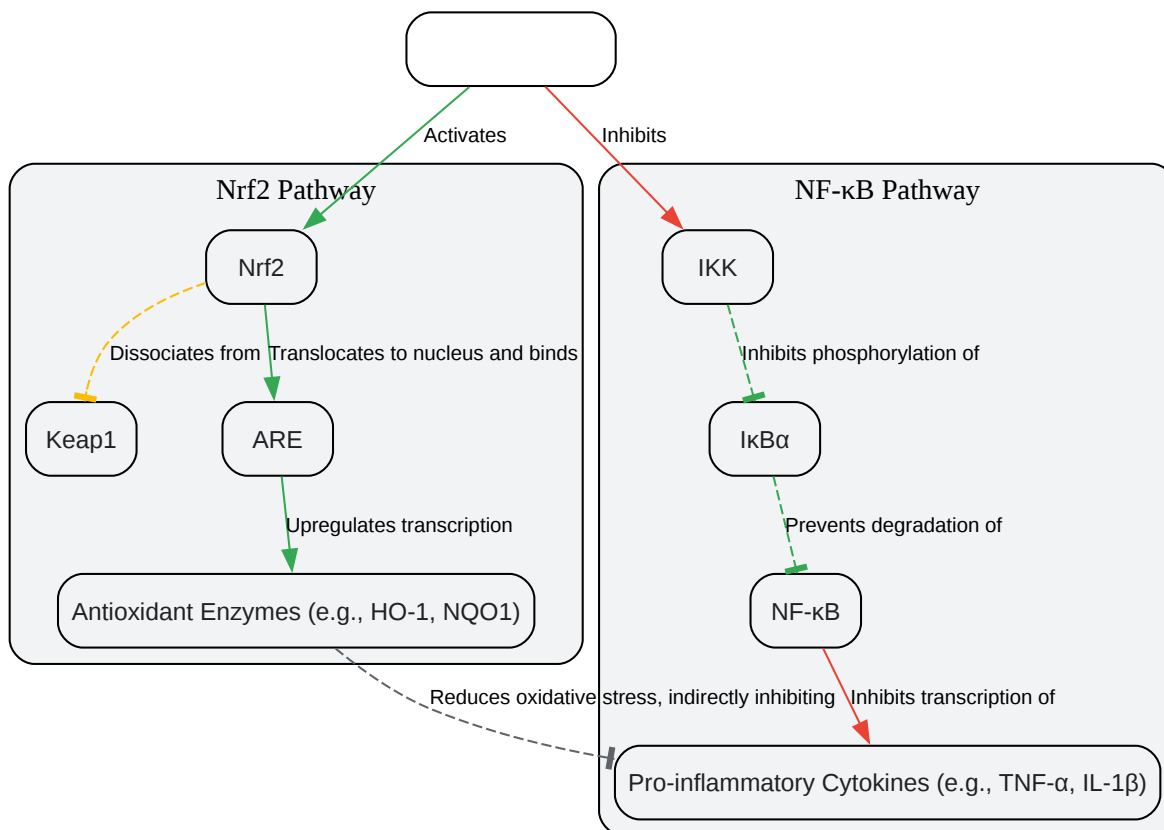 Activates
Inhibits
Nrf2 Pathway
NF-κB Pathway
Nrf2
IKK
Dissociates from
Translocates to nucleus and binds
Inhibits phosphorylation of
Keap1
ARE
IκBα
Upregulates transcription
Prevents degradation of
Antioxidant Enzymes (e.g., HO-1, NQO1)
NF-κB
Reduces oxidative stress, indirectly inhibiting
Inhibits transcription of
Pro-inflammatory Cytokines (e.g., TNF-α, IL-1β)